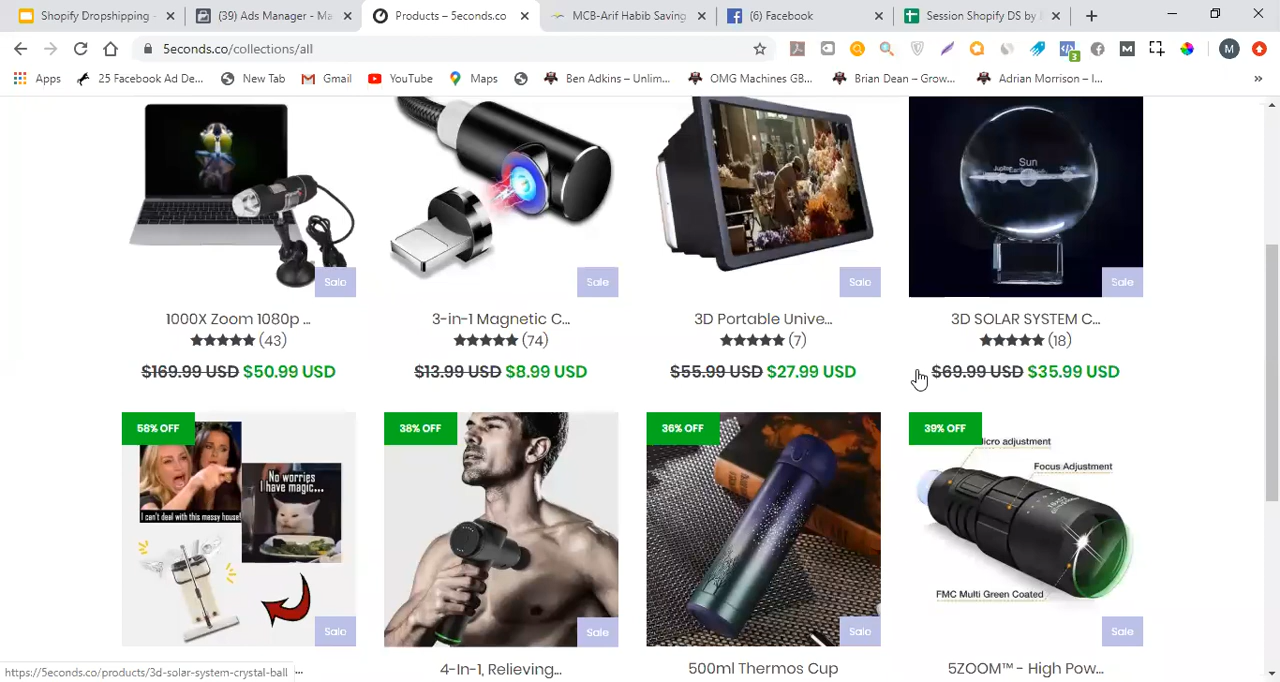 Shopify Dropshipping -
(39) Ads Manager - Ma
Products – 5econds.co
MCB-Arif Habib Saving
(6) Facebook
Session Shopify DS by
5econds.co/collections/all
3
M
M
Apps
25 Facebook Ad De...
New Tab
Gmail
YouTube
Maps
Ben Adkins – Unlim...
OMG Machines GB...
Brian Dean – Grow...
Adrian Morrison – I...
»
Sun
Jupiter
Sale
Sale
Sale
Sale
1000X Zoom 1080p ...
3-in-1 Magnetic C...
3D Portable Unive...
3D SOLAR SYSTEM C...
★★★★★ (43)
★★★★★ (74)
★★★★★ (7)
★★★★★ (18)
$169.99 USD $50.99 USD
$13.99 USD $8.99 USD
$55.99 USD $27.99 USD
$69.99 USD $35.99 USD
58% OFF
38% OFF
36% OFF
39% OFF
No worries
I have magic...
I can't deal with this messy house!
icro adjustment
Focus Adjustment
FMC Multi Green Coated
Sale
Sale
Sale
Sale
https://5econds.co/products/3d-solar-system-crystal-ball
...
4-In-1, Relieving...
500ml Thermos Cup
5ZOOM™ - High Pow...